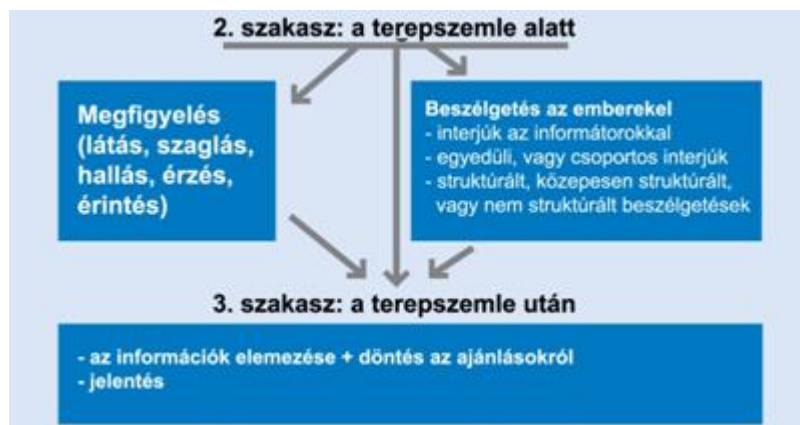 2. szakasz: a terepszemle alatt
Megfigyelés
(látás, szaglás,
hallás, érzés,
érintés)
Beszélgetés az emberekel
- interjúk az informátorokkal
- egyedüli, vagy csoportos interjúk
- struktúrált, közepesen struktúrált,
vagy nem struktúrált beszélgetések
3. szakasz: a terepszemle után
- az információk elemezése + döntés az ajánlásokról
- jelentés